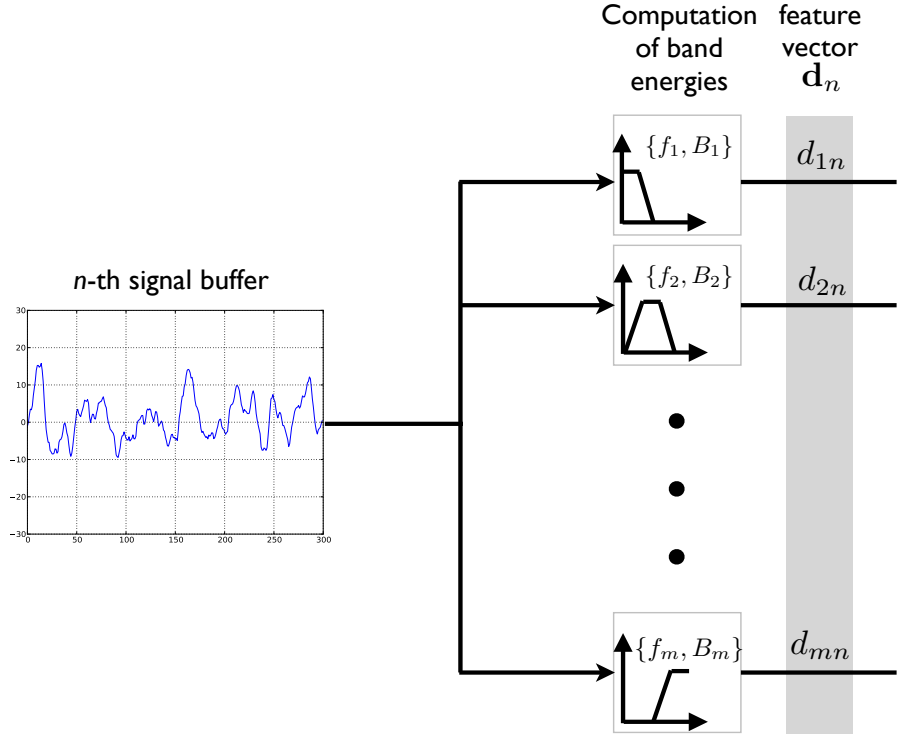 Computation
of band
energies
feature
vector
𝐝ₙ
{f₁, B₁}
d₁ₙ
{f₂, B₂}
d₂ₙ
n-th signal buffer
30
20
10
0
−10
−20
−30
0 50 100 150 200 250 300
{fₘ, Bₘ}
dₘₙ